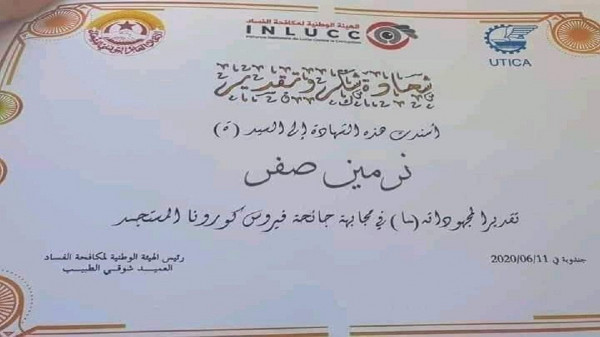 الهيئة الوطنية لمكافحة الفساد
INLUCC
UTICA
شهادة شكر وتقدير
أسندت هذه الشهادة إلى السيد (ة)
نرمين صفر
تقديرا لمجهوداته (ها) في مجابهة جائحة فيروس كورونا المستجد
جندوبة في 2020/06/11
رئيس الهيئة الوطنية لمكافحة الفساد
العميد شوقي الطبيب